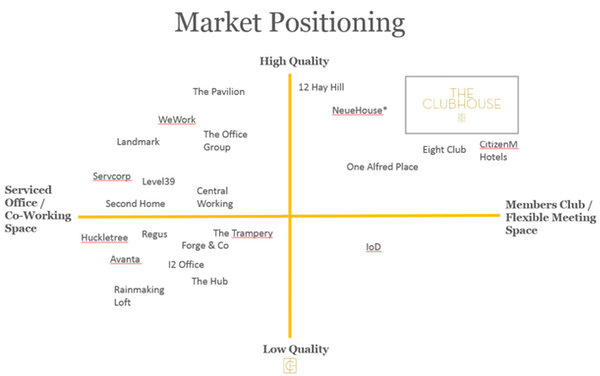 Market Positioning
High Quality
The Pavilion
12 Hay Hill
NeueHouse*
THE
CLUBHOUSE
WeWork
Landmark
The Office
Group
Eight Club
CitizenM
Hotels
One Alfred Place
Servcorp
Level39
Second Home
Central
Working
Serviced
Office /
Co-Working
Space
Members Club /
Flexible Meeting
Space
Huckletree
Regus
The Trampery
Forge & Co
IoD
Avanta
I2 Office
The Hub
Rainmaking
Loft
Low Quality